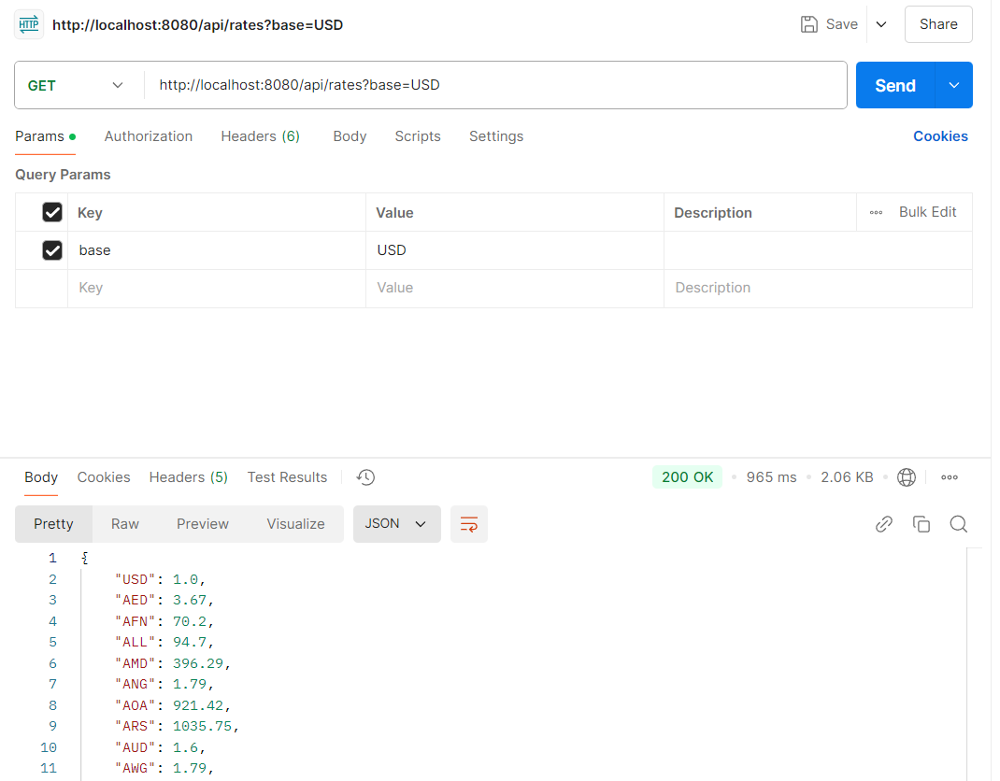 HTTP http://localhost:8080/api/rates?base=USD Save Share
GET http://localhost:8080/api/rates?base=USD Send
Params Authorization Headers (6) Body Scripts Settings Cookies
Query Params
Key Value Description Bulk Edit
base USD
Key Value Description
Body Cookies Headers (5) Test Results 200 OK 965 ms 2.06 KB
Pretty Raw Preview Visualize JSON
1 {
2 "USD": 1.0,
3 "AED": 3.67,
4 "AFN": 70.2,
5 "ALL": 94.7,
6 "AMD": 396.29,
7 "ANG": 1.79,
8 "AOA": 921.42,
9 "ARS": 1035.75,
10 "AUD": 1.6,
11 "AWG": 1.79,